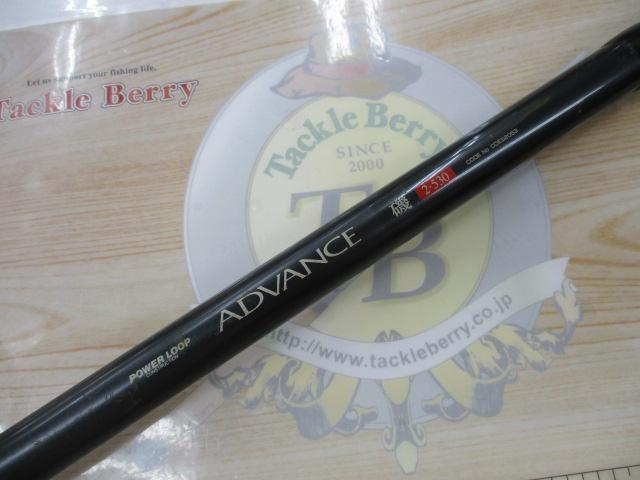 Let us support your fishing life.
Tackle Berry
Tackle Berry
SINCE
2000
TB
http://www.tackleberry.co.jp
POWER LOOP
CONSTRUCTION
ADVANCE
磯 2-530